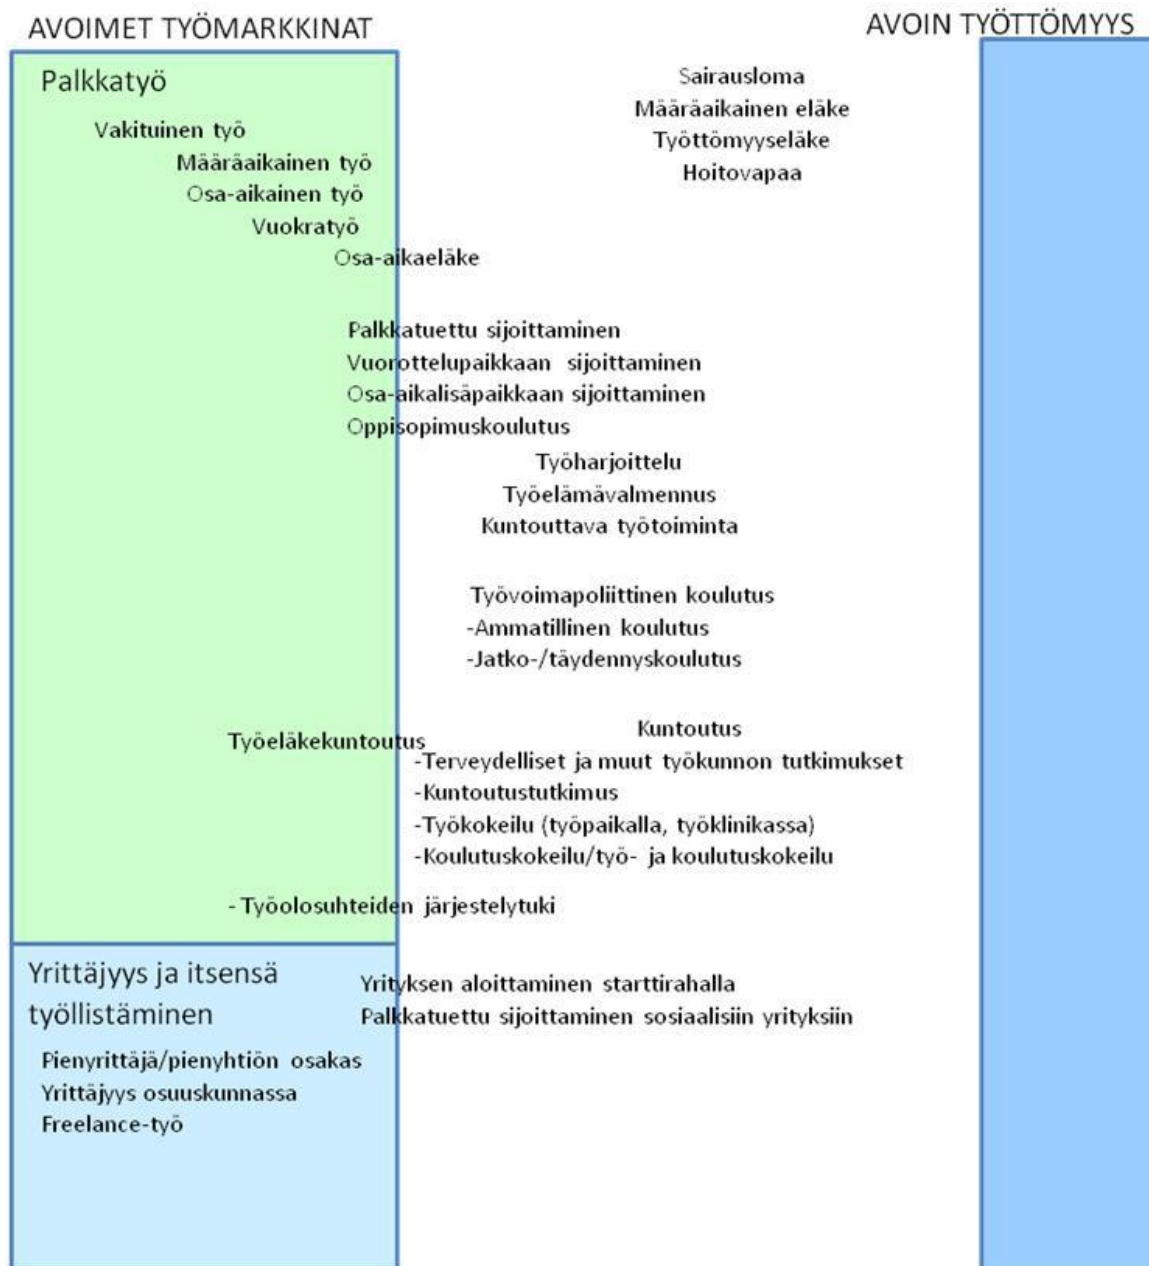 AVOIMET TYÖMARKKINAT
AVOIN TYÖTTÖMYYS
Palkkatyö
Vakituinen työ
Määräaikainen työ
Osa-aikainen työ
Vuokratyö
Osa-aikaeläke
Sairausloma
Määräaikainen eläke
Työttömyyseläke
Hoitovapaa
Palkkatuettu sijoittaminen
Vuorottelupaikkaan sijoittaminen
Osa-aikalisäpaikkaan sijoittaminen
Oppisopimuskoulutus
Työharjoittelu
Työelämävalmennus
Kuntouttava työtoiminta
Työvoimapoliittinen koulutus
-Ammatillinen koulutus
-Jatko-/täydennyskoulutus
Työeläkekuntoutus
Kuntoutus
-Terveydelliset ja muut työkunnon tutkimukset
-Kuntoutustutkimus
-Työkokeilu (työpaikalla, työklinikassa)
-Koulutuskokeilu/työ- ja koulutuskokeilu
- Työolosuhteiden järjestelytuki
Yrittäjyys ja itsensä
työllistäminen
Yrityksen aloittaminen starttirahalla
Palkkatuettu sijoittaminen sosiaalisiin yrityksiin
Pienyrittäjä/pienyhtiön osakas
Yrittäjyys osuuskunnassa
Freelance-työ